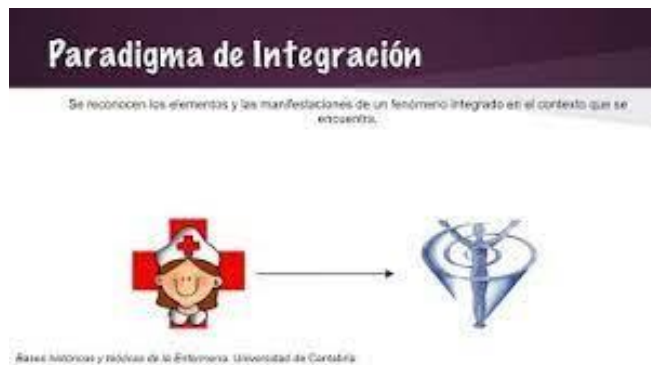 Paradigma de Integración
Se reconocen los elementos y las manifestaciones de un fenómeno integrado en el contexto que se
encuentra.
Bases históricas y teóricas de la Enfermería. Universidad de Cantabria